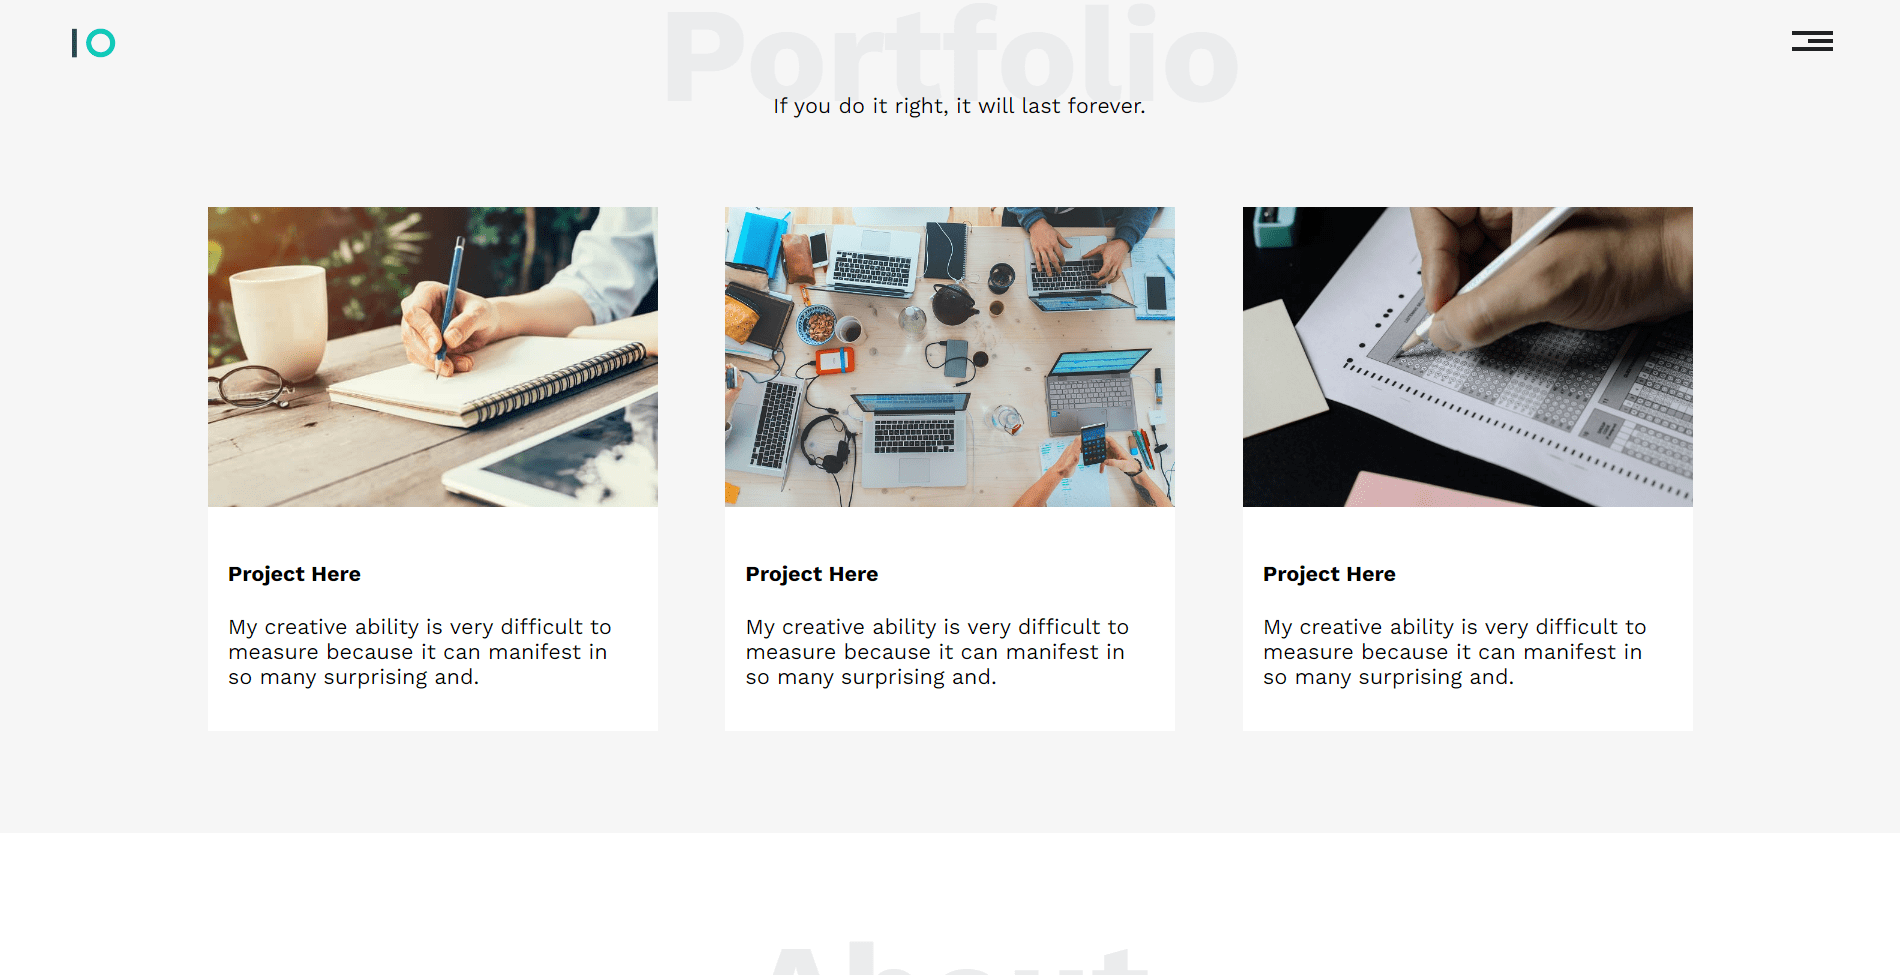 Portfolio
IO
If you do it right, it will last forever.
Project Here
My creative ability is very difficult to
measure because it can manifest in
so many surprising and.
Project Here
My creative ability is very difficult to
measure because it can manifest in
so many surprising and.
Project Here
My creative ability is very difficult to
measure because it can manifest in
so many surprising and.
About